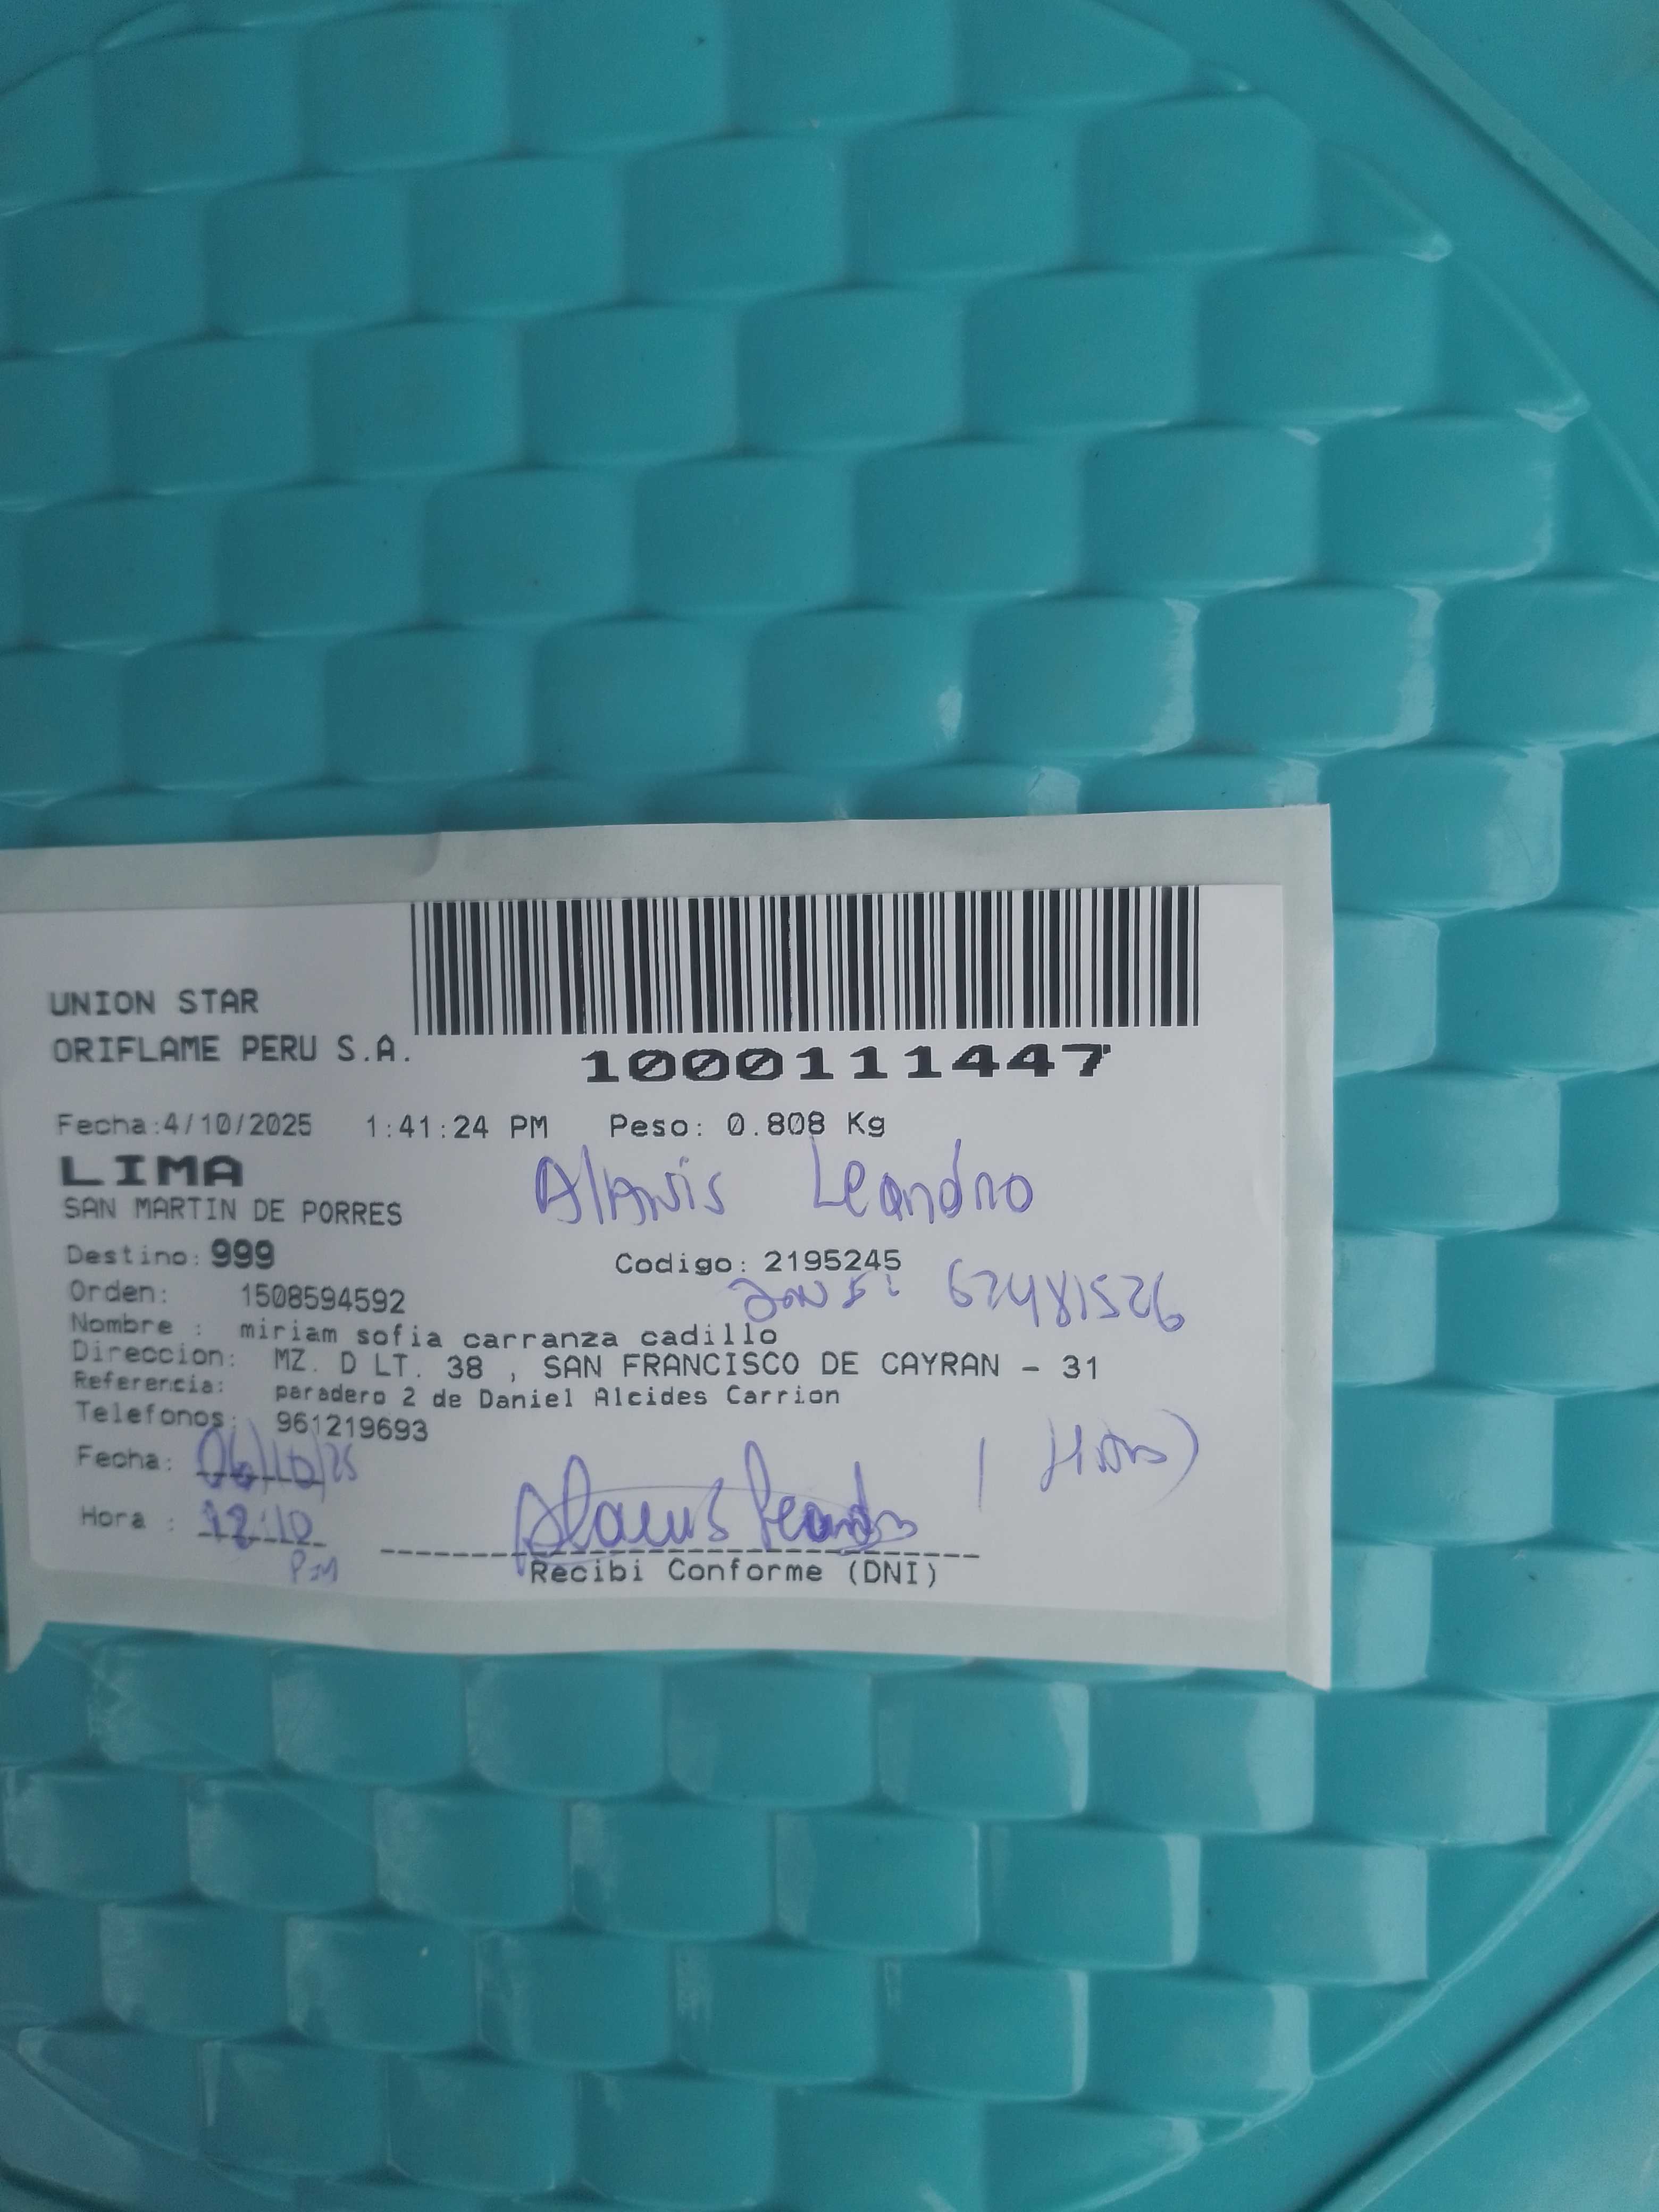 UNION STAR
ORIFLAME PERU S.A.
1000111447
Fecha:4/10/2025 1:41:24 PM Peso: 0.808 Kg
LIMA
SAN MARTIN DE PORRES
Alanis Leandro
Destino: 999 Codigo: 2195245
Orden: 1508594592
62481526
Nombre : miriam sofia carranza cadillo
Direccion: MZ. D LT. 38 , SAN FRANCISCO DE CAYRAN - 31
Referencia: paradero 2 de Daniel Alcides Carrion
Telefonos: 961219693
Fecha: 06/10/25
Hora : 12:10
PM
Alanis Leandro
Recibi Conforme (DNI)